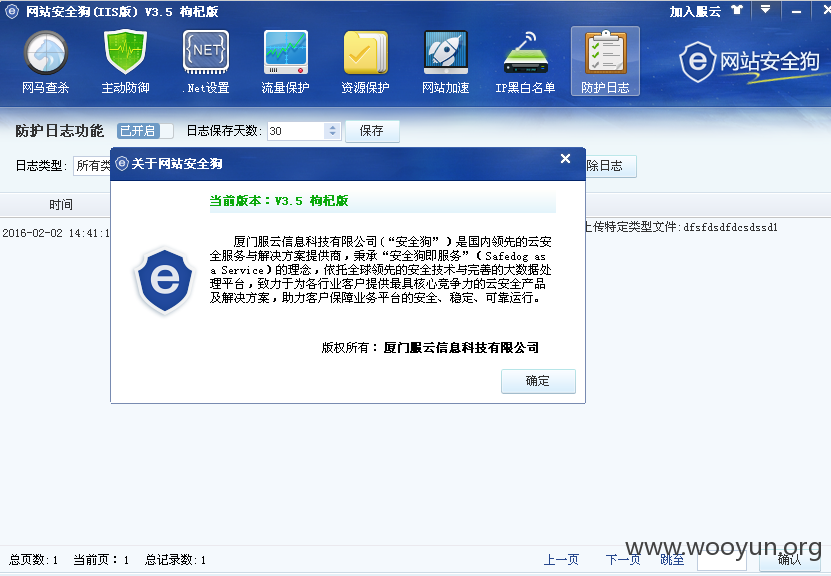 网站安全狗(IIS版) V3.5 枸杞版
加入服云
网马查杀 主动防御 .Net设置 流量保护 资源保护 网站加速 IP黑白名单 防护日志
网站安全狗
防护日志功能 已开启 日志保存天数: 30 保存
日志类型: 所有类 除日志
时间
2016-02-02 14:41:1 上传特定类型文件:dfsfdsdfdcsdssd1
关于网站安全狗
当前版本：V3.5 枸杞版
厦门服云信息科技有限公司(“安全狗”)是国内领先的云安
全服务与解决方案提供商，秉承“安全狗即服务”(Safedog as
a Service)的理念，依托全球领先的安全技术与完善的大数据处
理平台，致力于为各行业客户提供最具核心竞争力的云安全产品
及解决方案，助力客户保障业务平台的安全、稳定、可靠运行。
版权所有：厦门服云信息科技有限公司
确定
总页数: 1 当前页: 1 总记录数: 1 上一页 下一页 跳至 确认
www.wooyun.org